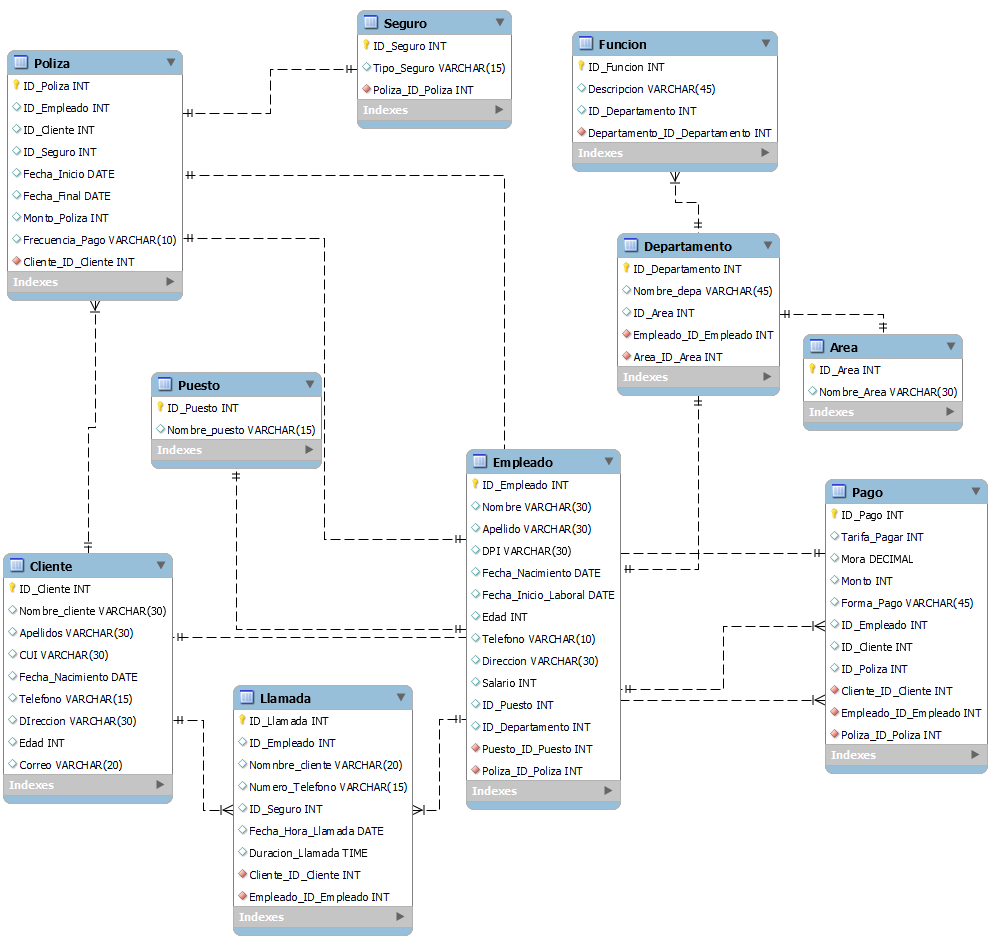 Seguro
ID_Seguro INT
Tipo_Seguro VARCHAR(15)
Poliza_ID_Poliza INT
Indexes
Funcion
ID_Funcion INT
Descripcion VARCHAR(45)
ID_Departamento INT
Departamento_ID_Departamento INT
Indexes
Poliza
ID_Poliza INT
ID_Empleado INT
ID_Cliente INT
ID_Seguro INT
Fecha_Inicio DATE
Fecha_Final DATE
Monto_Poliza INT
Frecuencia_Pago VARCHAR(10)
Cliente_ID_Cliente INT
Indexes
Departamento
ID_Departamento INT
Nombre_depa VARCHAR(45)
ID_Area INT
Empleado_ID_Empleado INT
Area_ID_Area INT
Indexes
Area
ID_Area INT
Nombre_Area VARCHAR(30)
Indexes
Puesto
ID_Puesto INT
Nombre_puesto VARCHAR(15)
Indexes
Empleado
ID_Empleado INT
Nombre VARCHAR(30)
Apellido VARCHAR(30)
DPI VARCHAR(30)
Fecha_Nacimiento DATE
Fecha_Inicio_Laboral DATE
Edad INT
Telefono VARCHAR(10)
Direccion VARCHAR(30)
Salario INT
ID_Puesto INT
ID_Departamento INT
Puesto_ID_Puesto INT
Poliza_ID_Poliza INT
Indexes
Pago
ID_Pago INT
Tarifa_Pagar INT
Mora DECIMAL
Monto INT
Forma_Pago VARCHAR(45)
ID_Empleado INT
ID_Cliente INT
ID_Poliza INT
Cliente_ID_Cliente INT
Empleado_ID_Empleado INT
Poliza_ID_Poliza INT
Indexes
Cliente
ID_Cliente INT
Nombre_cliente VARCHAR(30)
Apellidos VARCHAR(30)
CUI VARCHAR(30)
Fecha_Nacimiento DATE
Telefono VARCHAR(15)
DIreccion VARCHAR(30)
Edad INT
Correo VARCHAR(20)
Indexes
Llamada
ID_Llamada INT
ID_Empleado INT
Nomnbre_cliente VARCHAR(20)
Numero_Telefono VARCHAR(15)
ID_Seguro INT
Fecha_Hora_Llamada DATE
Duracion_Llamada TIME
Cliente_ID_Cliente INT
Empleado_ID_Empleado INT
Indexes